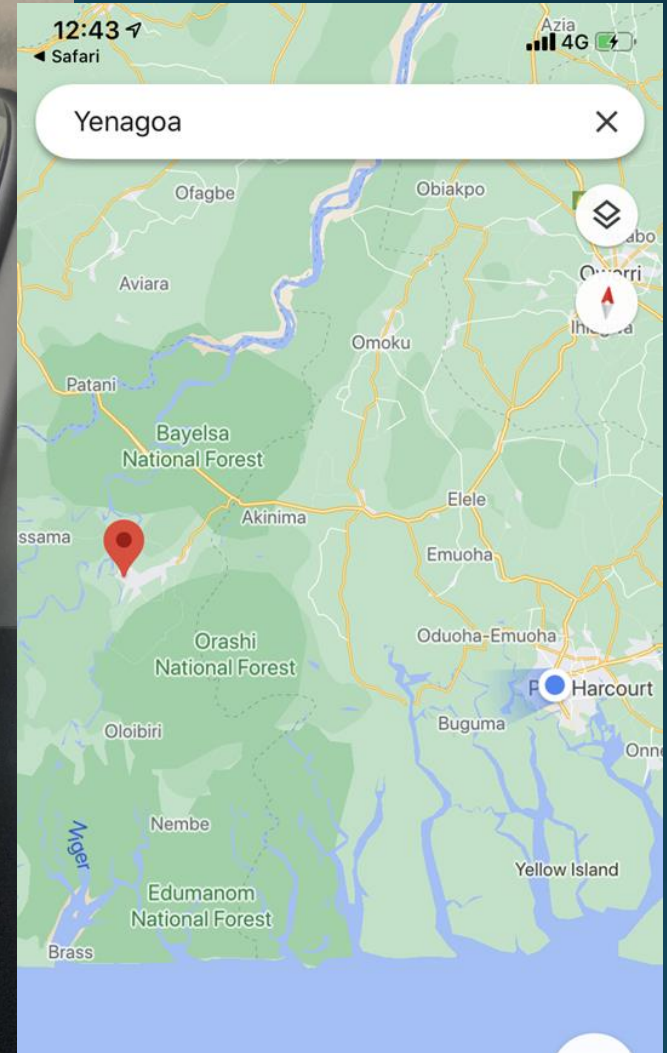 12:43
Azia
4G
◄ Safari
Yenagoa
Ofagbe
Obiakpo
Aviara
Omoku
Patani
Bayelsa
National Forest
Elele
Akinima
Emuoha
Orashi
National Forest
Oduoha-Emuoha
Harcourt
Buguma
Oloibiri
Nembe
Niger
Yellow Island
Edumanom
National Forest
Brass